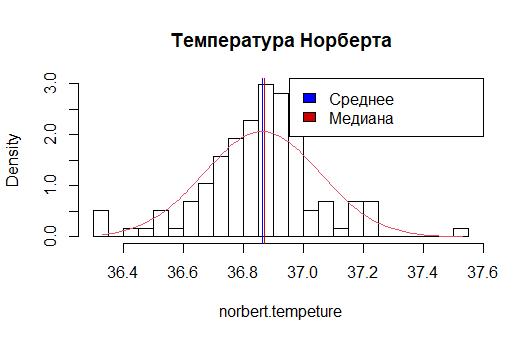 Температура Норберта
Среднее
Медиана
Density
3.0
2.0
1.0
0.0
36.4 36.6 36.8 37.0 37.2 37.4 37.6
norbert.tempeture